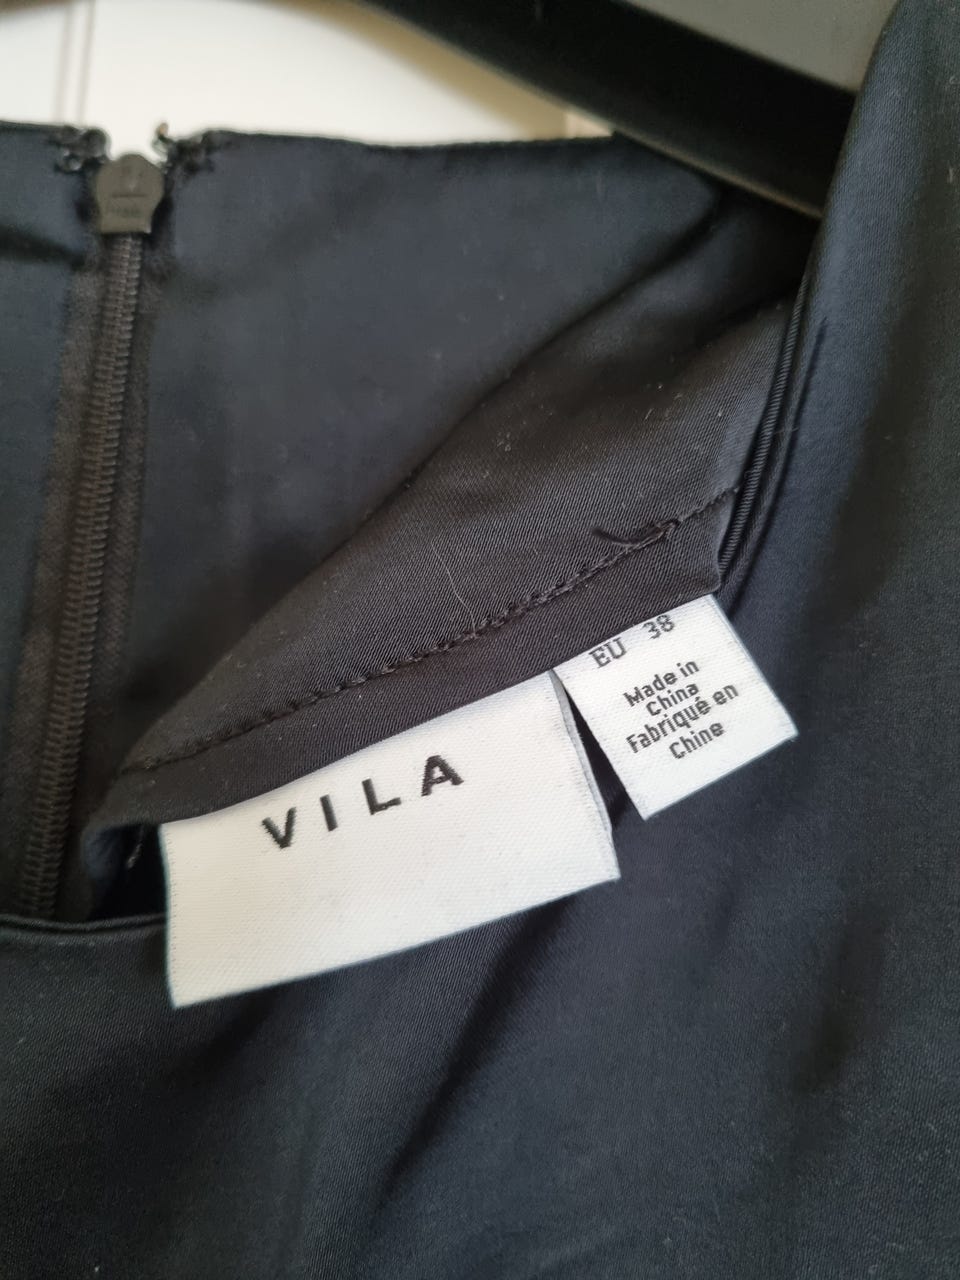 VILA
EU 38
Made in
China
Fabriqué en
Chine